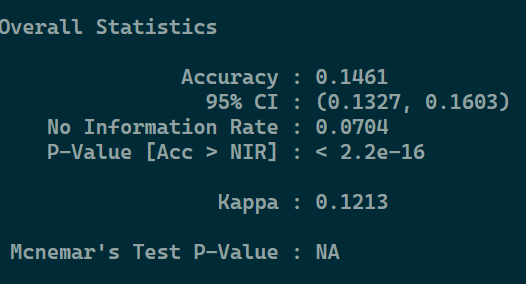 Overall Statistics
Accuracy : 0.1461
95% CI : (0.1327, 0.1603)
No Information Rate : 0.0704
P-Value [Acc > NIR] : < 2.2e-16
Kappa : 0.1213
Mcnemar's Test P-Value : NA